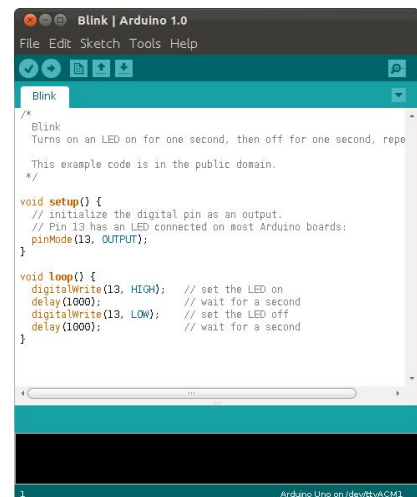 Blink | Arduino 1.0
File Edit Sketch Tools Help
Blink
/*
  Blink
  Turns on an LED on for one second, then off for one second, repe

  This example code is in the public domain.
 */

void setup() {
  // initialize the digital pin as an output.
  // Pin 13 has an LED connected on most Arduino boards:
  pinMode(13, OUTPUT);
}

void loop() {
  digitalWrite(13, HIGH);   // set the LED on
  delay(1000);              // wait for a second
  digitalWrite(13, LOW);    // set the LED off
  delay(1000);              // wait for a second
}
1
Arduino Uno on /dev/ttyACM1